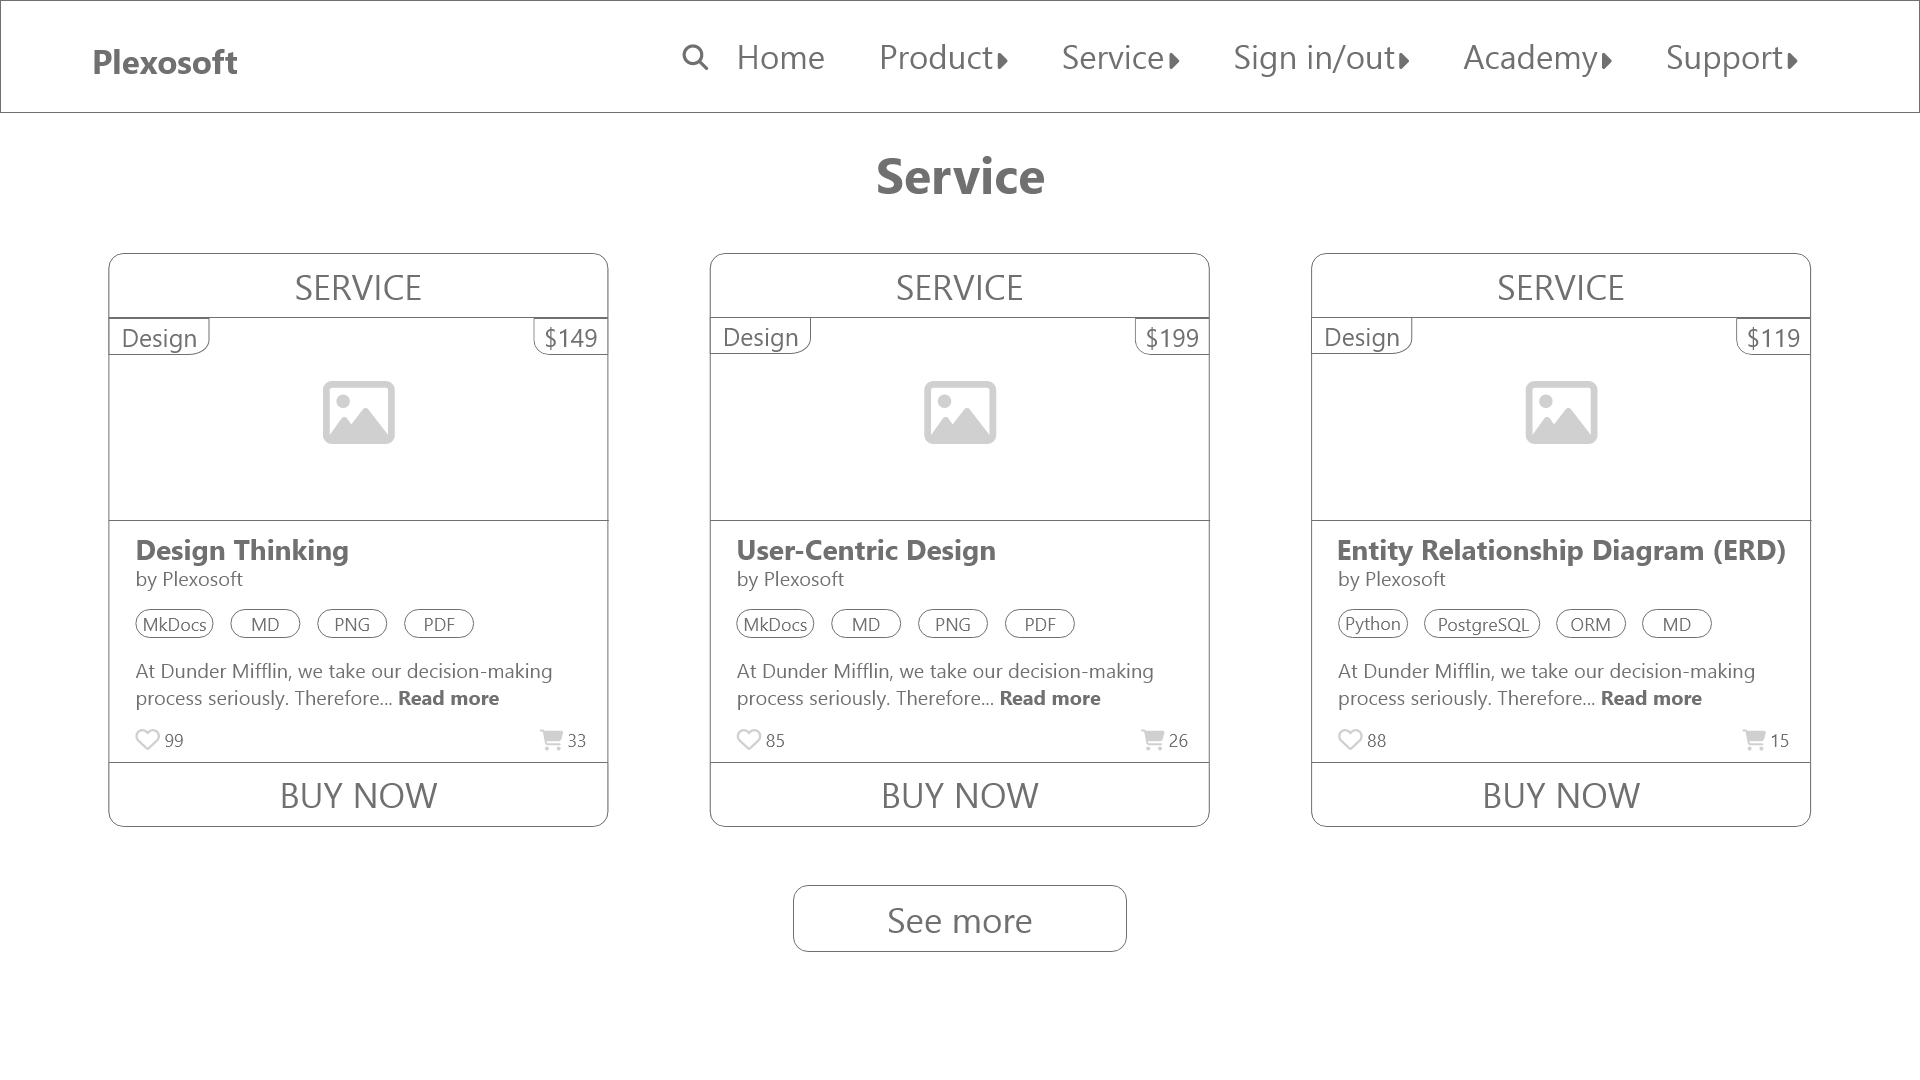 Plexosoft
Home Product Service Sign in/out Academy Support
Service
SERVICE
Design $149
Design Thinking
by Plexosoft
MkDocs MD PNG PDF
At Dunder Mifflin, we take our decision-making
process seriously. Therefore... Read more
99 33
BUY NOW
SERVICE
Design $199
User-Centric Design
by Plexosoft
MkDocs MD PNG PDF
At Dunder Mifflin, we take our decision-making
process seriously. Therefore... Read more
85 26
BUY NOW
SERVICE
Design $119
Entity Relationship Diagram (ERD)
by Plexosoft
Python PostgreSQL ORM MD
At Dunder Mifflin, we take our decision-making
process seriously. Therefore... Read more
88 15
BUY NOW
See more